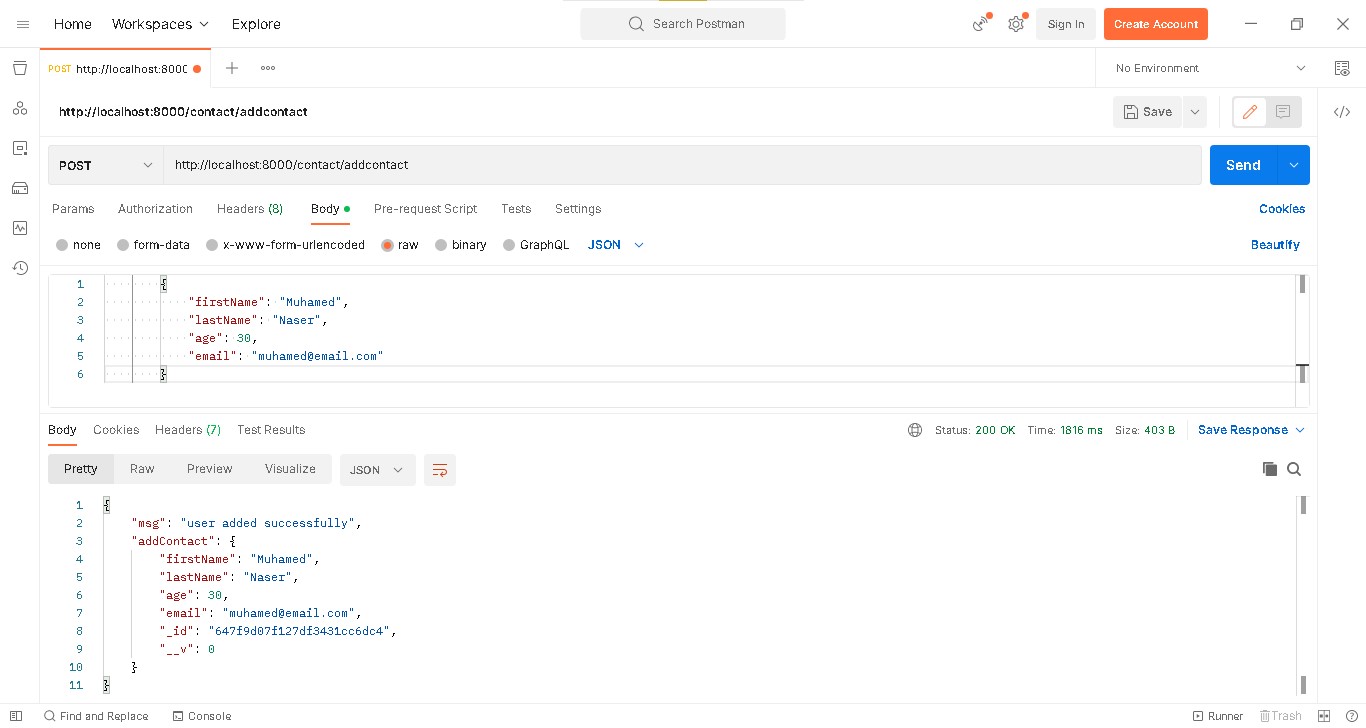 Home Workspaces Explore Search Postman Sign In Create Account
POST http://localhost:8000 No Environment
http://localhost:8000/contact/addcontact Save
POST http://localhost:8000/contact/addcontact Send
Params Authorization Headers (8) Body Pre-request Script Tests Settings Cookies
none form-data x-www-form-urlencoded raw binary GraphQL JSON Beautify
1 {
2 "firstName": "Muhamed",
3 "lastName": "Naser",
4 "age": 30,
5 "email": "muhamed@email.com"
6 }
Body Cookies Headers (7) Test Results Status: 200 OK Time: 1816 ms Size: 403 B Save Response
Pretty Raw Preview Visualize JSON
1 {
2 "msg": "user added successfully",
3 "addContact": {
4 "firstName": "Muhamed",
5 "lastName": "Naser",
6 "age": 30,
7 "email": "muhamed@email.com",
8 "_id": "647f9d07f127df3431cc6dc4",
9 "__v": 0
10 }
11 }
Find and Replace Console Runner Trash